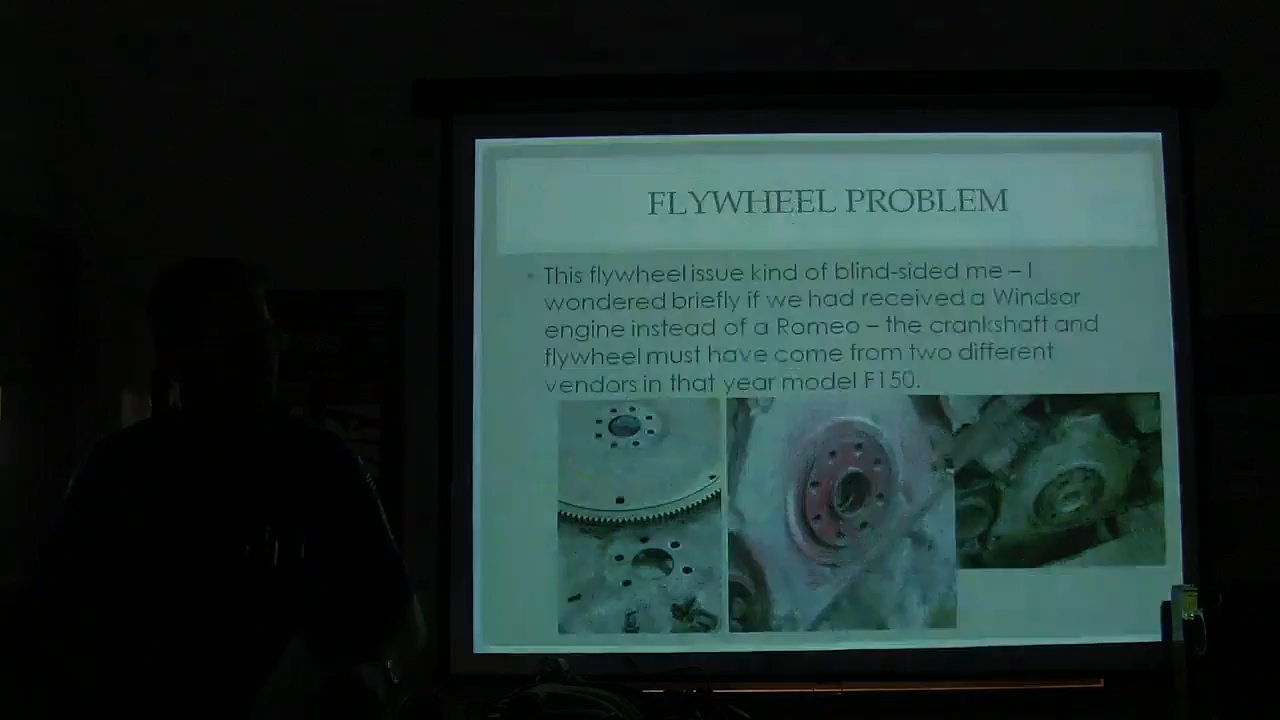 FLYWHEEL PROBLEM
• This flywheel issue kind of blind-sided me – I
wondered briefly if we had received a Windsor
engine instead of a Romeo – the crankshaft and
flywheel must have come from two different
vendors in that year model F150.